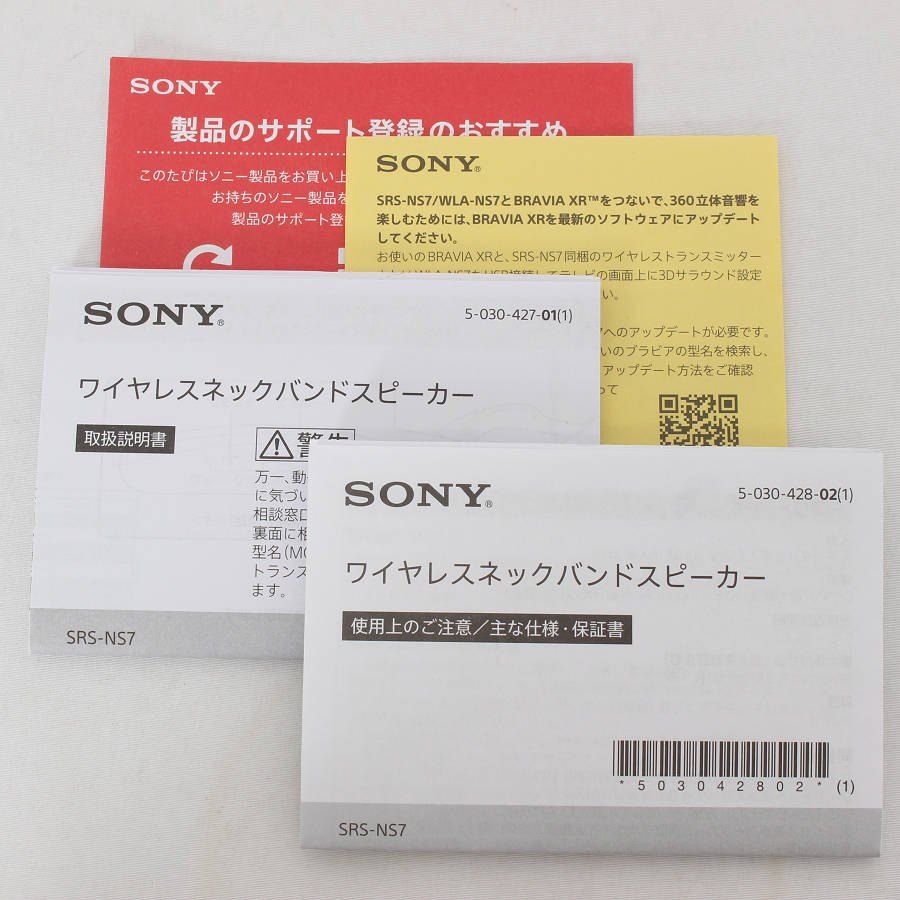 SONY
製品のサポート登録のおすすめ
このたびはソニー製品をお買い上
お持ちのソニー製品を
製品のサポート登
SONY®
SRS-NS7/WLA-NS7とBRAVIA XR™をつないで、360立体音響を
楽しむためには、BRAVIA XRを最新のソフトウェアにアップデート
してください。
お使いのBRAVIA XRと、SRS-NS7同梱のワイヤレストランスミッター
WLA-NS7をUSB接続してテレビの画面上に3Dサラウンド設定
い。
へのアップデートが必要です。
いのブラビアの型名を検索し、
アップデート方法をご確認
って
SONY®
5-030-427-01(1)
ワイヤレスネックバンドスピーカー
取扱説明書
警告
万一、動
に気づい
相談窓口
裏面に相
型名(MO
トランス
ます。
SRS-NS7
SONY®
5-030-428-02(1)
ワイヤレスネックバンドスピーカー
使用上のご注意／主な仕様・保証書
*503042802* (1)
SRS-NS7